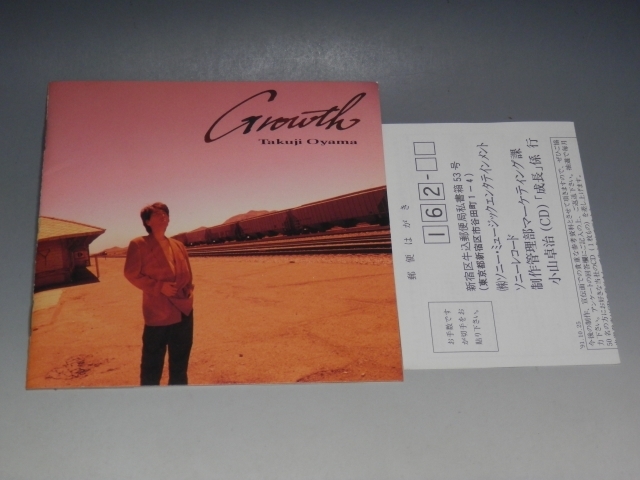 Growth
Takuji Oyama
郵便はがき
162-□□
新宿区牛込郵便局私書箱53号
(東京都新宿区市谷田町1-4)
㈱ソニー・ミュージックエンタテインメント
ソニーレコード
制作管理部マーケティング課
小山卓治(CD)「成長」係 行
お手数です
が切手をお
貼り下さい。
'91.10.25